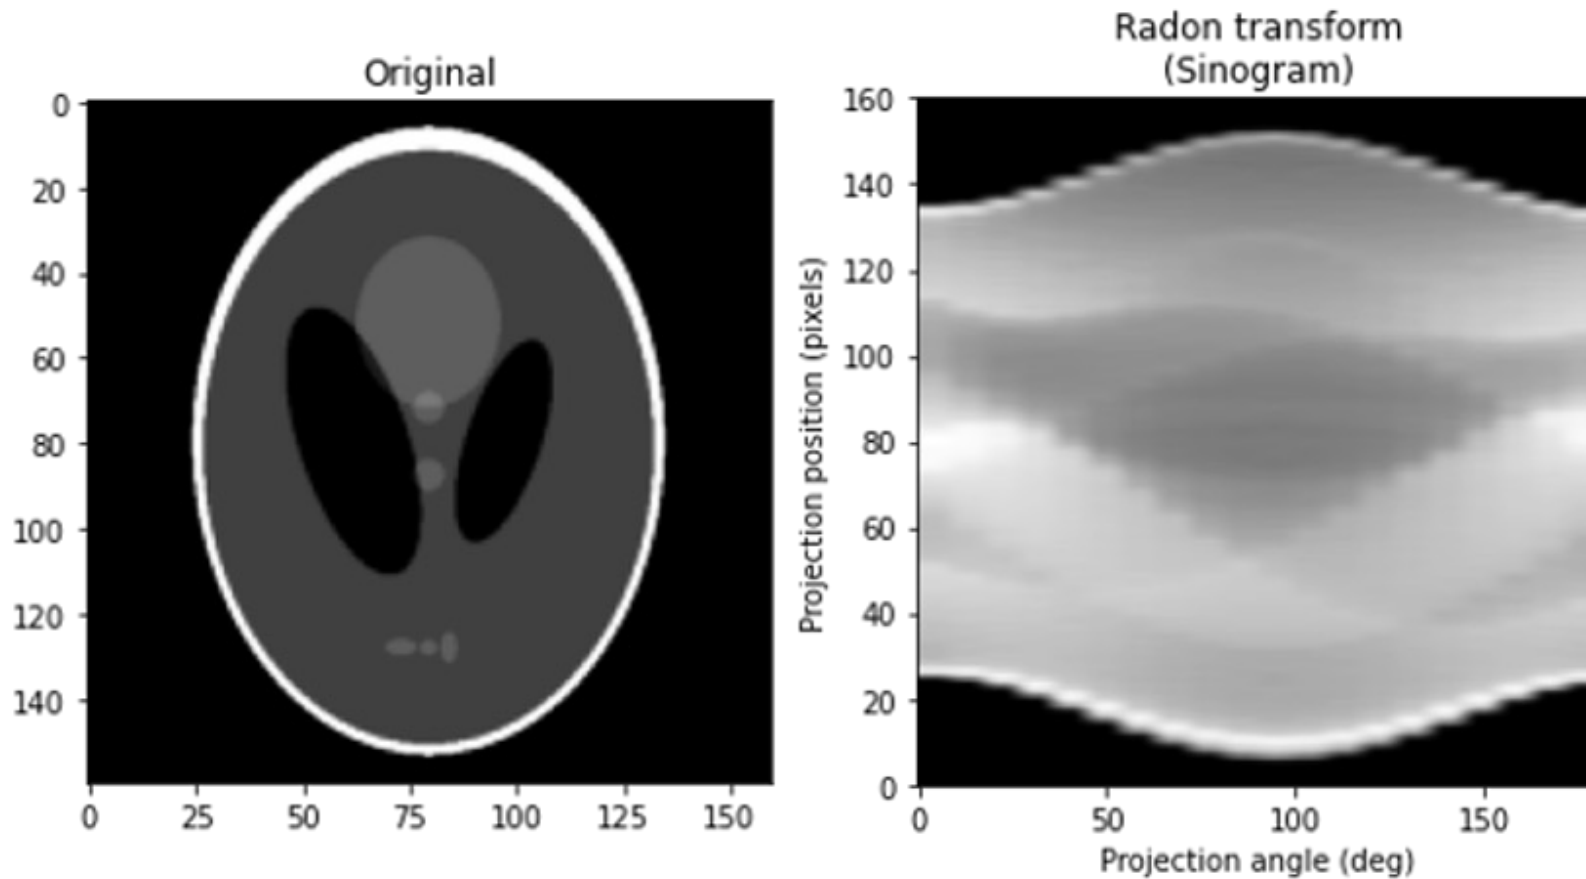 Original
0
20
40
60
80
100
120
140
0 25 50 75 100 125 150
Radon transform
(Sinogram)
Projection position (pixels)
160
140
120
100
80
60
40
20
0
0 50 100 150
Projection angle (deg)